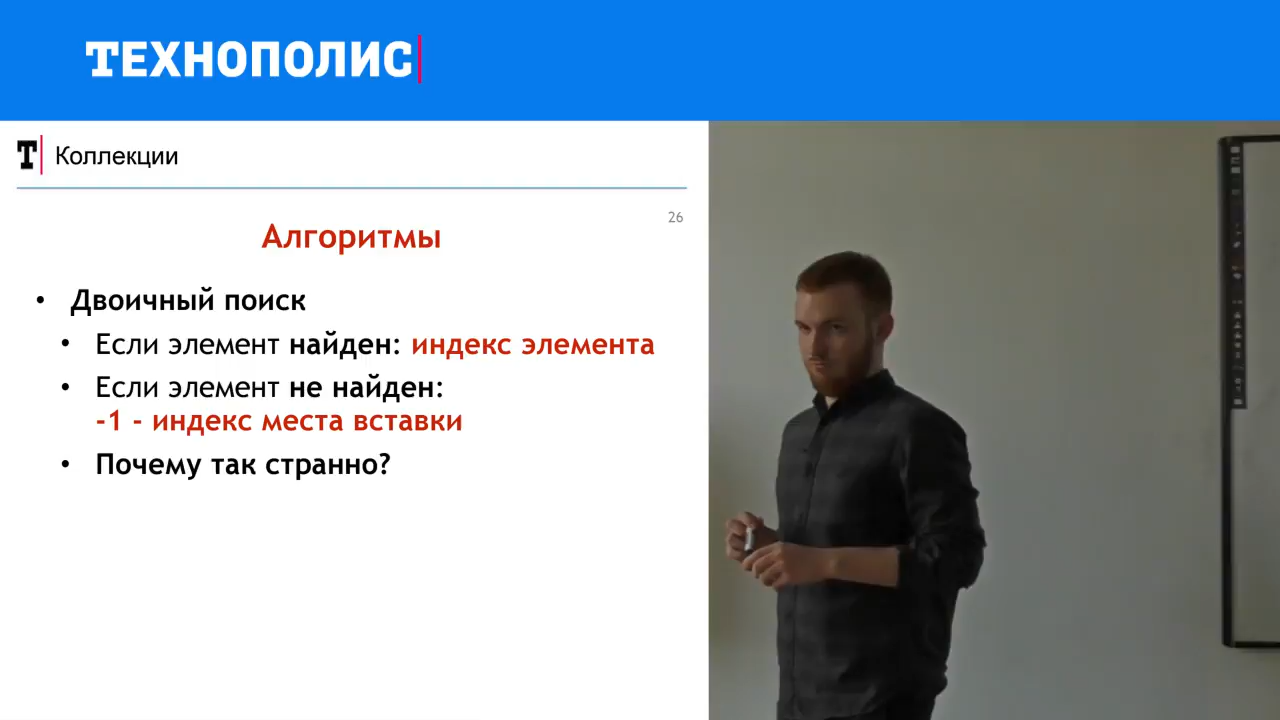 ТЕХНОПОЛИС
Т Коллекции
26
Алгоритмы
• Двоичный поиск
• Если элемент найден: индекс элемента
• Если элемент не найден:
-1 - индекс места вставки
• Почему так странно?